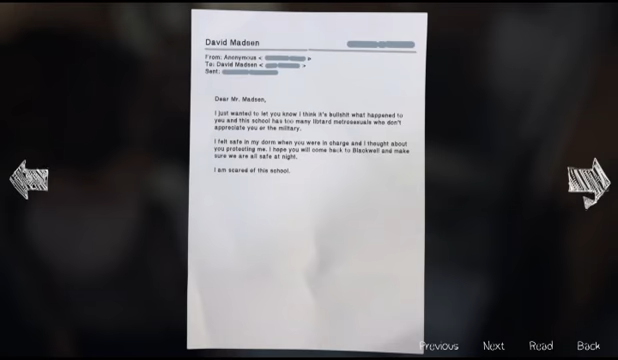 David Madsen
From: Anonymous < >
To: David Madsen < >
Sent:
Dear Mr. Madsen,
I just wanted to let you know I think it's bullshit what happened to
you and this school has too many libtard metrosexuals who don't
appreciate you or the military.
I felt safe in my dorm when you were in charge and I thought about
you protesting me. I hope you will come back to Blackwell and make
sure we are all safe at night.
I am scared of this school.
Previous Next Read Back